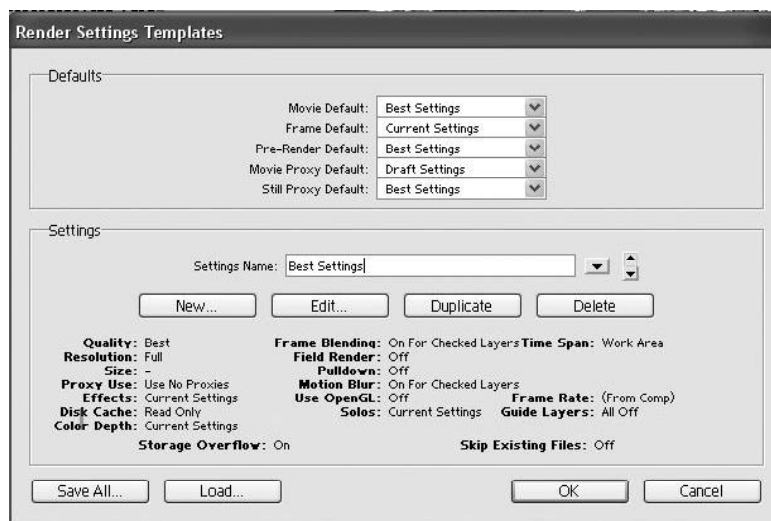 Render Settings Templates
Defaults
Movie Default: Best Settings
Frame Default: Current Settings
Pre-Render Default: Best Settings
Movie Proxy Default: Draft Settings
Still Proxy Default: Best Settings
Settings
Settings Name: Best Settings
New... Edit... Duplicate Delete
Quality: Best Frame Blending: On For Checked Layers Time Span: Work Area
Resolution: Full Field Render: Off
Size: - Pulldown: Off
Proxy Use: Use No Proxies Motion Blur: On For Checked Layers
Effects: Current Settings Use OpenGL: Off Frame Rate: (From Comp)
Disk Cache: Read Only Solos: Current Settings Guide Layers: All Off
Color Depth: Current Settings
Storage Overflow: On Skip Existing Files: Off
Save All... Load... OK Cancel